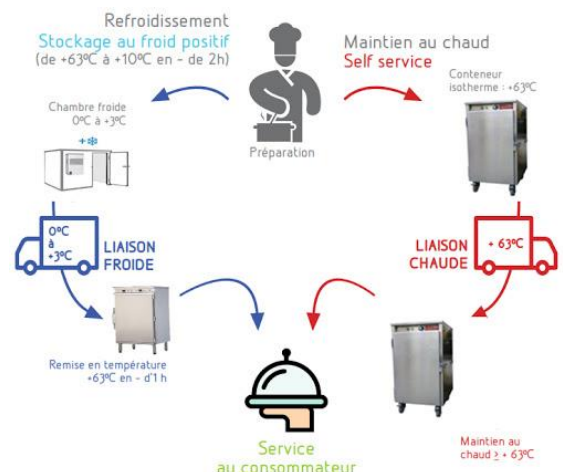 Refroidissement
Stockage au froid positif
(de +63ºC à +10ºC en - de 2h)
Maintien au chaud
Self service
Conteneur
isotherme : +63ºC
Chambre froide
0ºC à +3ºC
+❄
Préparation
0ºC
à
+3ºC
LIAISON
FROIDE
LIAISON
CHAUDE
+ 63ºC
Remise en température
+63ºC en - d'1 h
Service
au consommateur
Maintien au
chaud ≥ + 63ºC